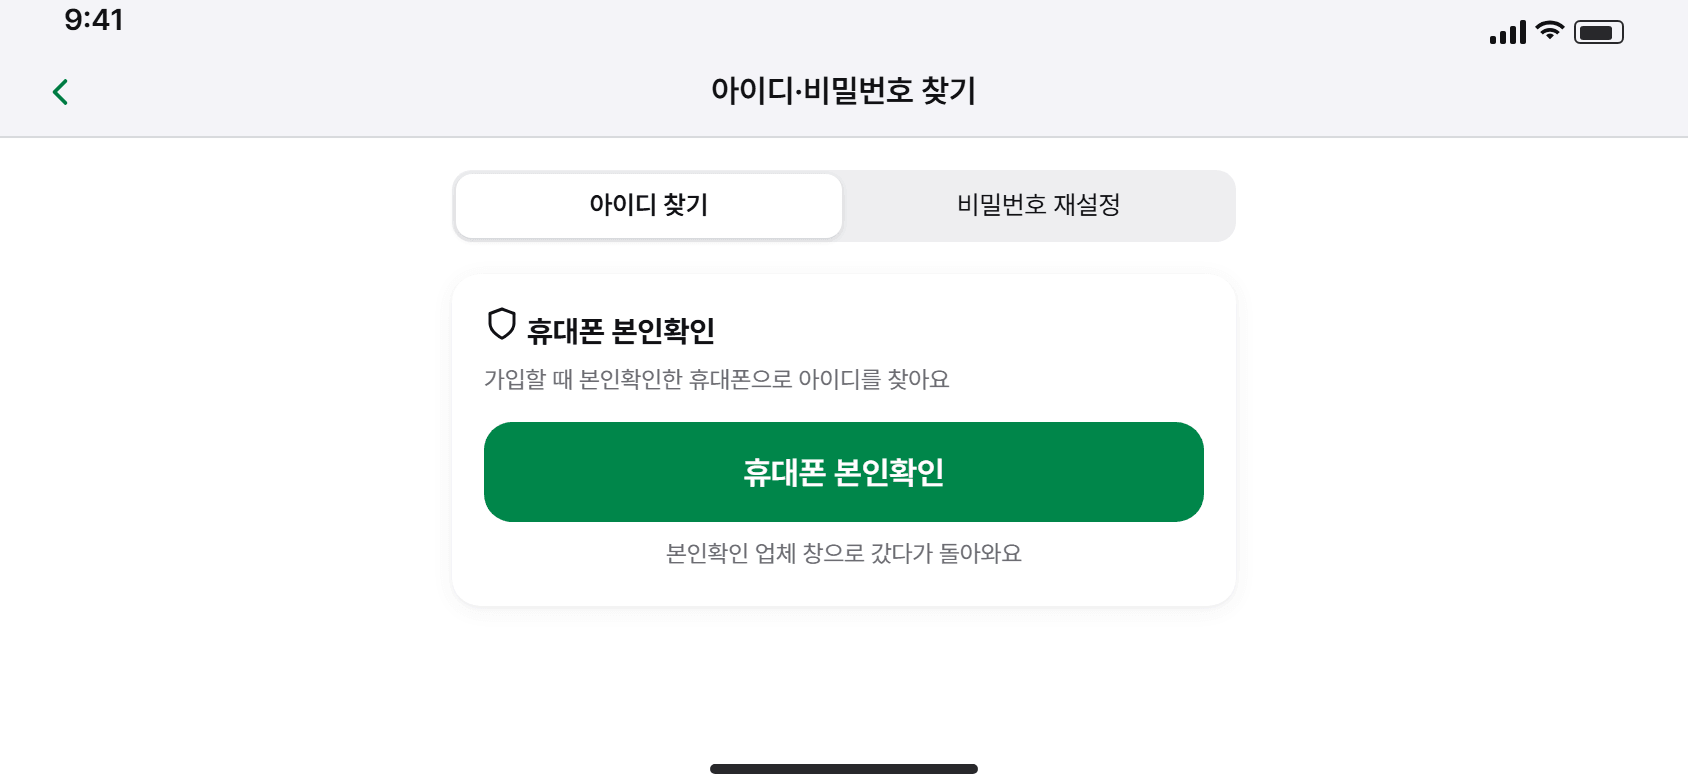 9:41
아이디·비밀번호 찾기
아이디 찾기
비밀번호 재설정
휴대폰 본인확인
가입할 때 본인확인한 휴대폰으로 아이디를 찾아요
휴대폰 본인확인
본인확인 업체 창으로 갔다가 돌아와요